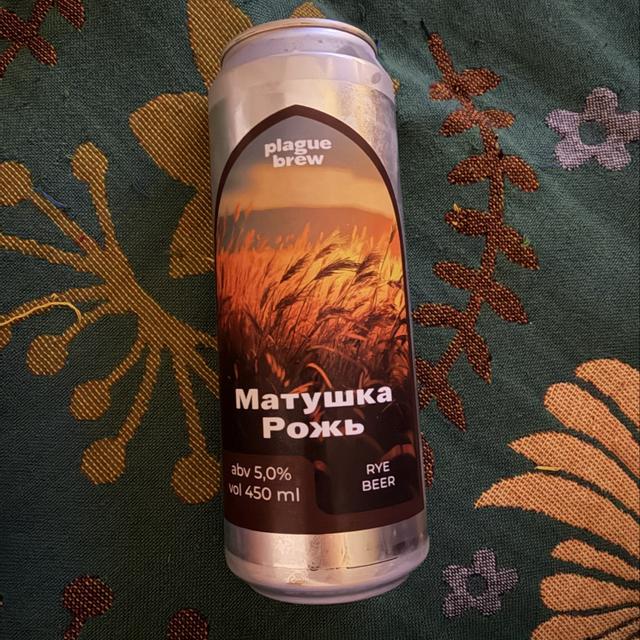 plague
brew
Матушка
Рожь
abv 5,0%
vol 450 ml
RYE
BEER